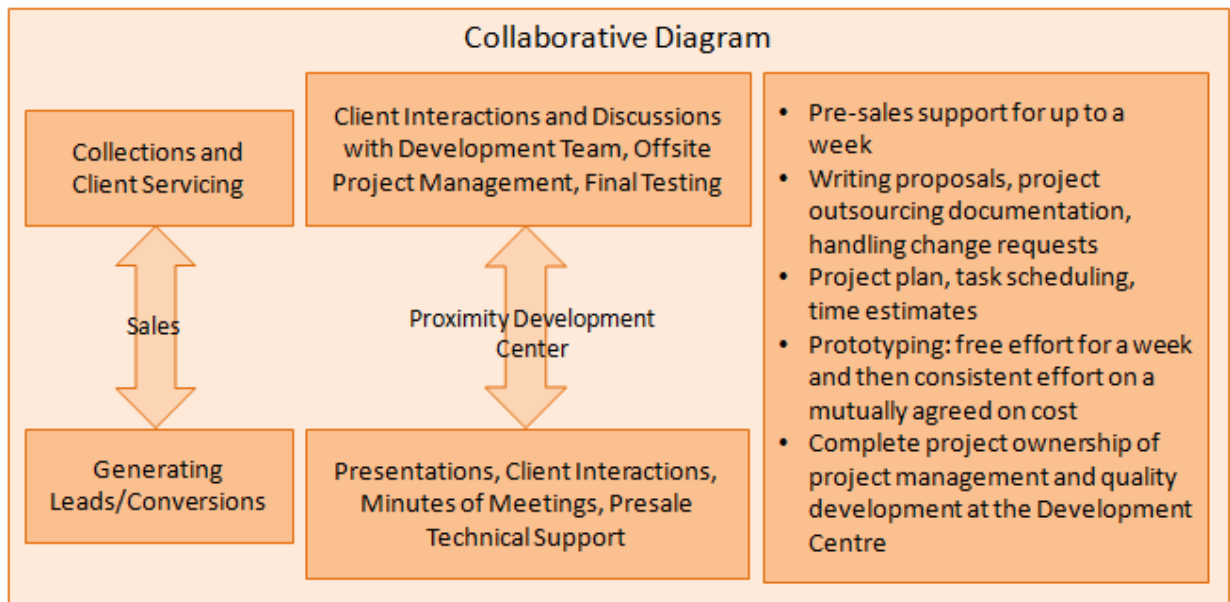 Collaborative Diagram
Collections and
Client Servicing
Sales
Generating
Leads/Conversions
Client Interactions and Discussions
with Development Team, Offsite
Project Management, Final Testing
Proximity Development
Center
Presentations, Client Interactions,
Minutes of Meetings, Presale
Technical Support
• Pre-sales support for up to a
week
• Writing proposals, project
outsourcing documentation,
handling change requests
• Project plan, task scheduling,
time estimates
• Prototyping: free effort for a week
and then consistent effort on a
mutually agreed on cost
• Complete project ownership of
project management and quality
development at the Development
Centre